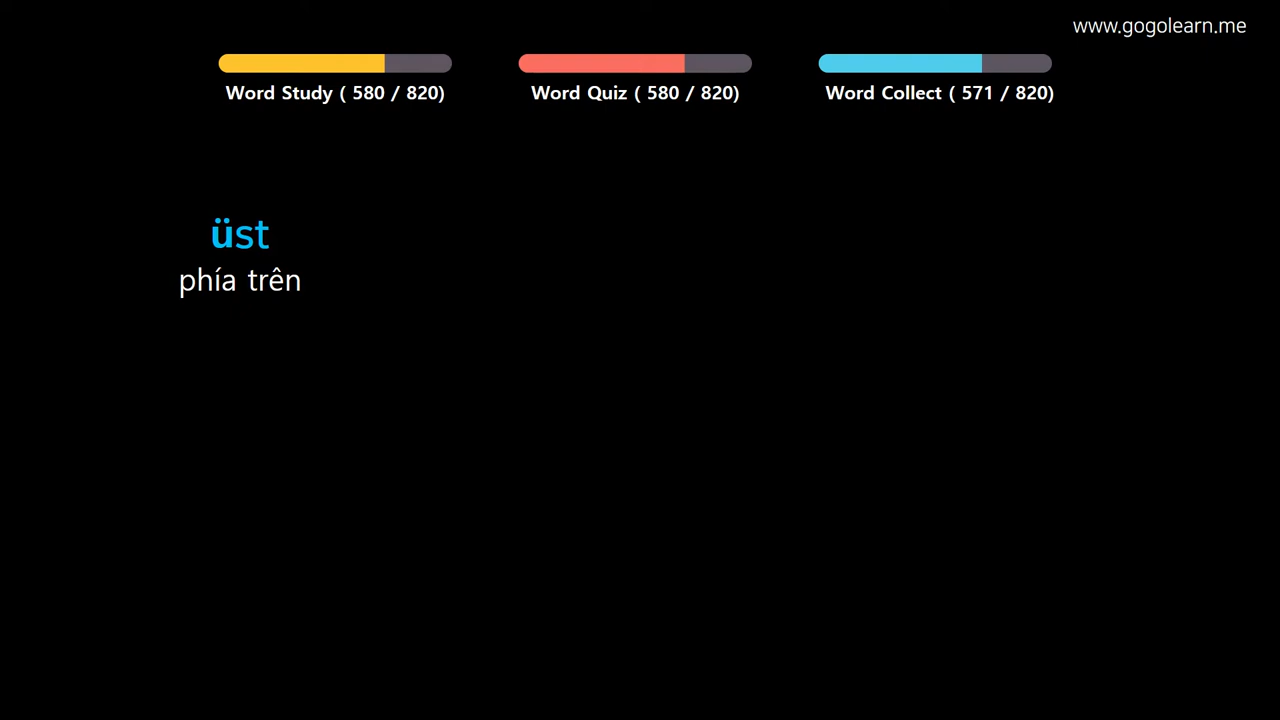 www.gogolearn.me
Word Study ( 580 / 820)
Word Quiz ( 580 / 820)
Word Collect ( 571 / 820)
üst
phía trên